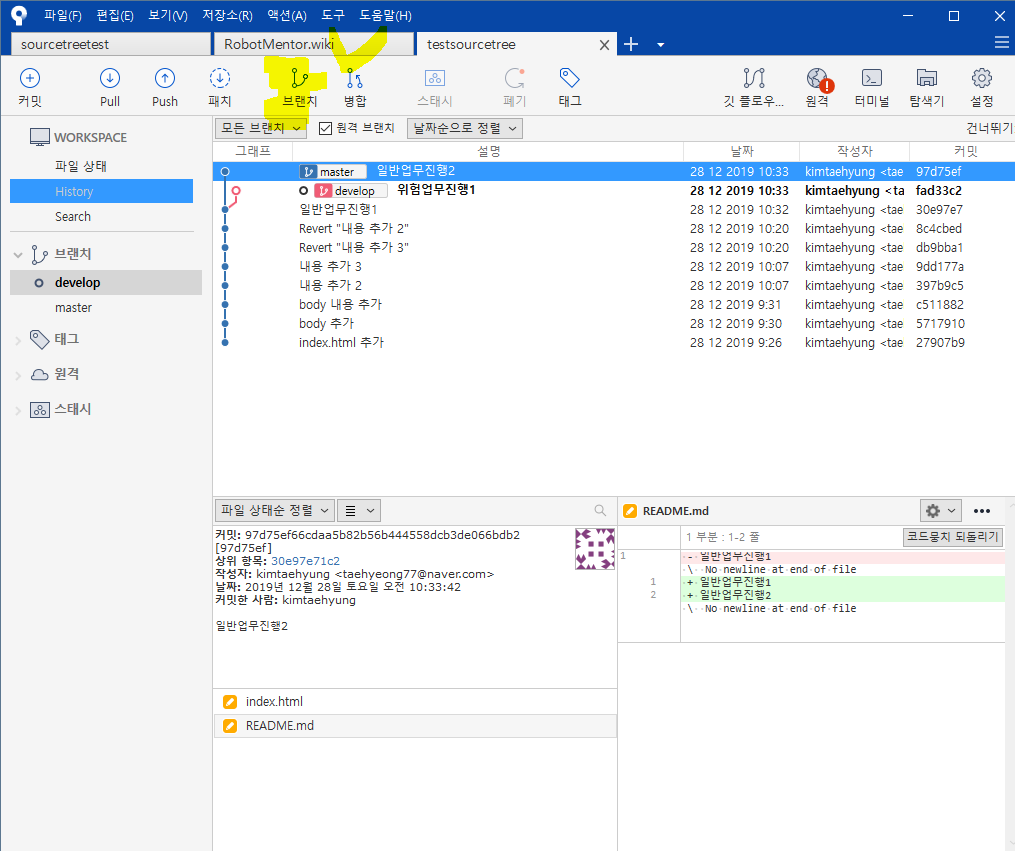 파일(F) 편집(E) 보기(V) 저장소(R) 액션(A) 도구 도움말(H)
sourcetreetest RobotMentor.wiki testsourcetree
커밋 Pull Push 패치 브랜치 병합 스태시 폐기 태그 깃 플로우... 원격 터미널 탐색기 설정
모든 브랜치 원격 브랜치 날짜순으로 정렬 건너뛰기
WORKSPACE
파일 상태
History
Search
브랜치
develop
master
태그
원격
스태시
그래프 설명 날짜 작성자 커밋
master 일반업무진행2 28 12 2019 10:33 kimtaehyung <tae 97d75ef
develop 위험업무진행1 28 12 2019 10:33 kimtaehyung <ta fad33c2
일반업무진행1 28 12 2019 10:32 kimtaehyung <tae 30e97e7
Revert "내용 추가 2" 28 12 2019 10:20 kimtaehyung <tae 8c4cbed
Revert "내용 추가 3" 28 12 2019 10:20 kimtaehyung <tae db9bba1
내용 추가 3 28 12 2019 10:07 kimtaehyung <tae 9dd177a
내용 추가 2 28 12 2019 10:07 kimtaehyung <tae 397b9c5
body 내용 추가 28 12 2019 9:31 kimtaehyung <tae c511882
body 추가 28 12 2019 9:30 kimtaehyung <tae 5717910
index.html 추가 28 12 2019 9:26 kimtaehyung <tae 27907b9
파일 상태순 정렬
커밋: 97d75ef66cdaa5b82b56b444558dcb3de066bdb2
[97d75ef]
상위 항목: 30e97e71c2
작성자: kimtaehyung <taehyeong77@naver.com>
날짜: 2019년 12월 28일 토요일 오전 10:33:42
커밋한 사람: kimtaehyung
일반업무진행2
index.html
README.md
README.md
1 부분 : 1-2 줄 코드뭉치 되돌리기
1 - 일반업무진행1
\ No newline at end of file
1 + 일반업무진행1
2 + 일반업무진행2
\ No newline at end of file